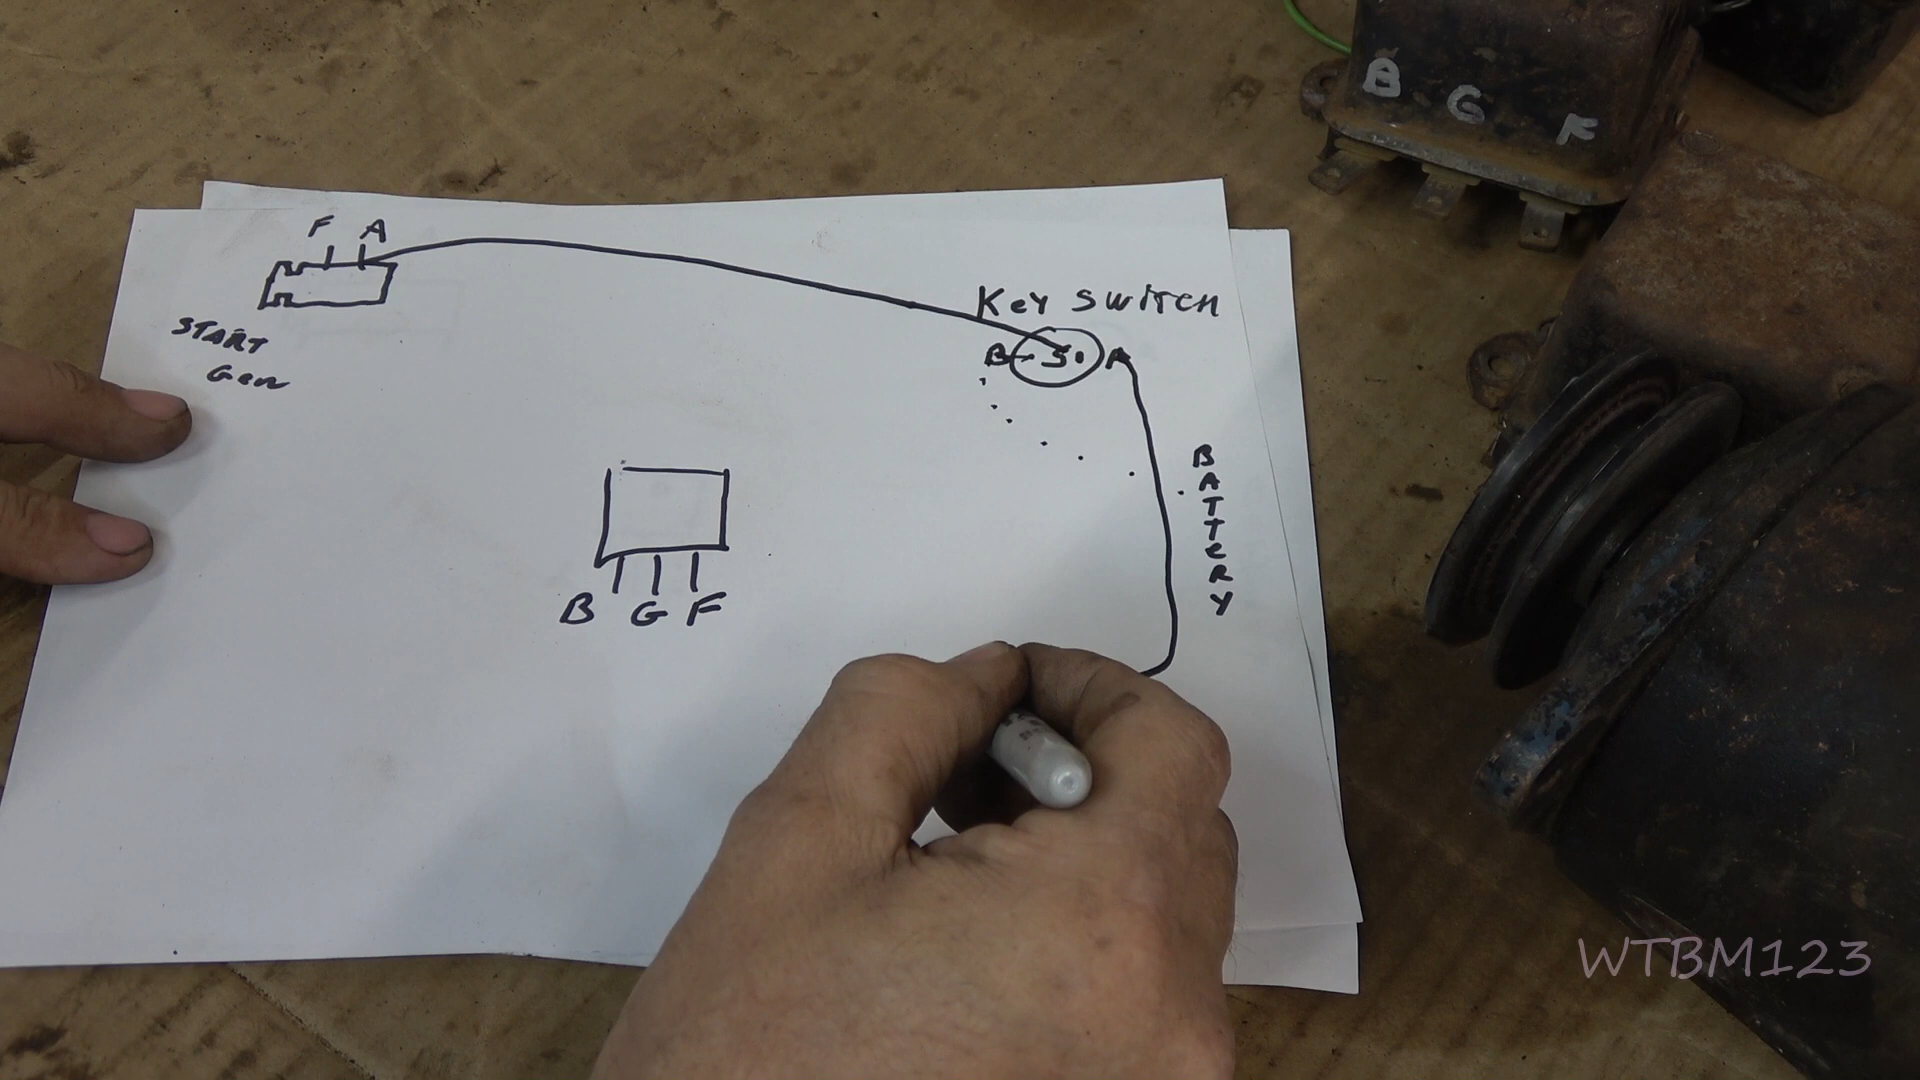 B G F
F A
START
Gen
Key SWITCH
B S A
BATTeRY
B G F
WTBM123